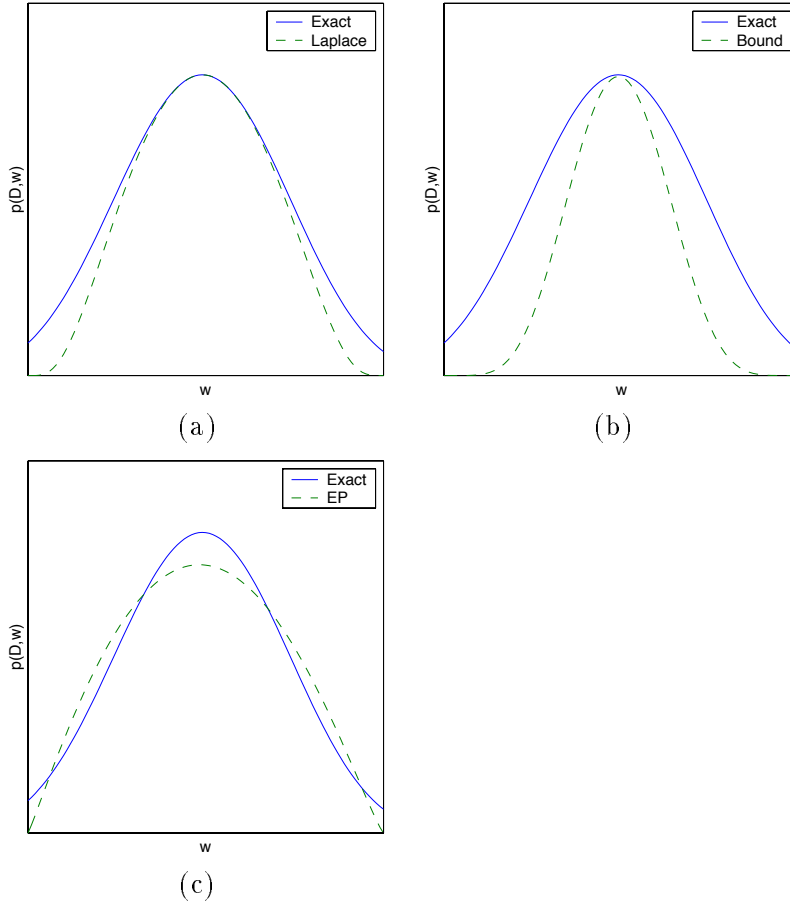 Exact
Laplace
p(D,w)
w
(a)
Exact
Bound
p(D,w)
w
(b)
Exact
EP
p(D,w)
w
(c)